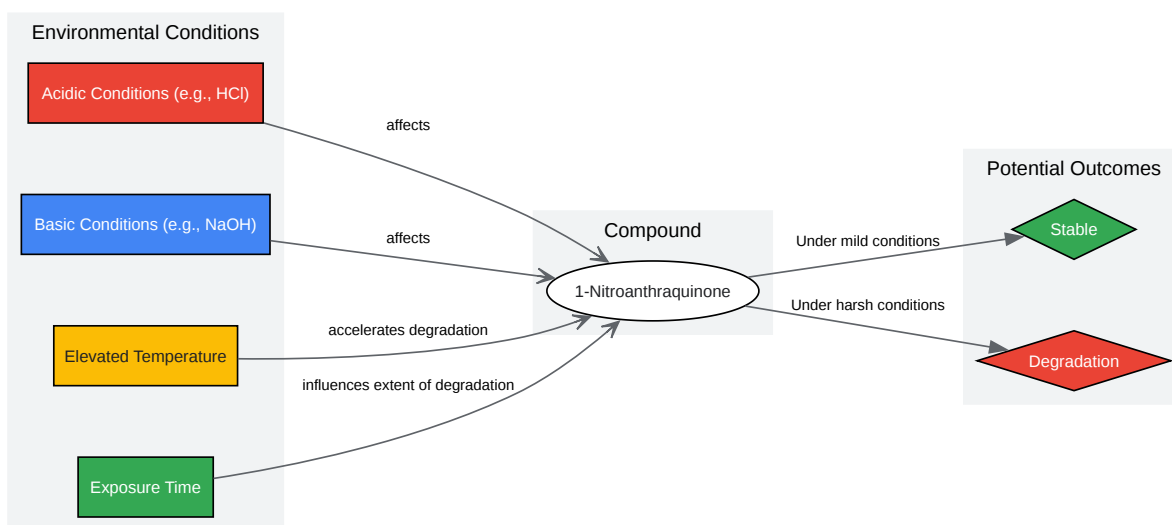 Environmental Conditions
Acidic Conditions (e.g., HCl)
Basic Conditions (e.g., NaOH)
Elevated Temperature
Exposure Time
affects
affects
accelerates degradation
influences extent of degradation
Compound
1-Nitroanthraquinone
Under mild conditions
Under harsh conditions
Potential Outcomes
Stable
Degradation